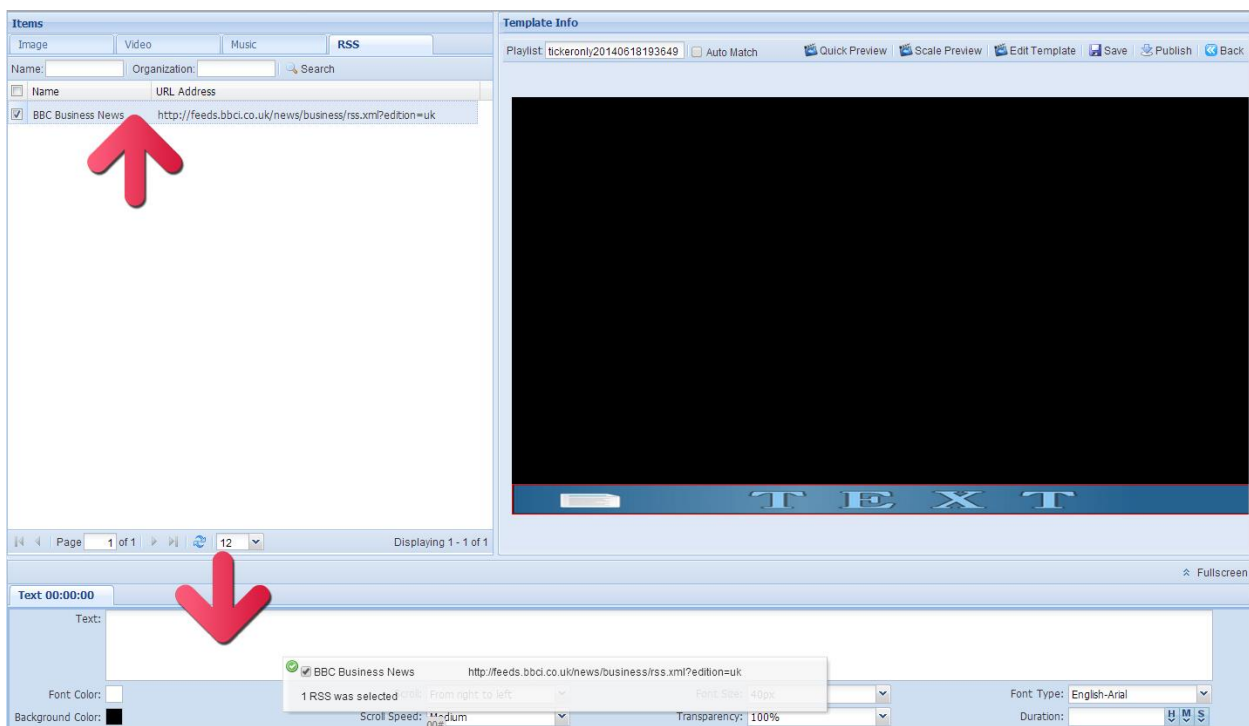 Items
Image Video Music RSS
Name: Organization: Search
Name URL Address
BBC Business News http://feeds.bbci.co.uk/news/business/rss.xml?edition=uk
Page 1 of 1 12 Displaying 1 - 1 of 1
Template Info
Playlist: tickeronly20140618193649 Auto Match Quick Preview Scale Preview Edit Template Save Publish Back
TEXT
Fullscreen
Text 00:00:00
Text:
BBC Business News http://feeds.bbci.co.uk/news/business/rss.xml?edition=uk
1 RSS was selected
Font Color: From right to left Font Size: 40px Font Type: English-Arial
Background Color: Scroll Speed: Medium Transparency: 100% Duration: H M S